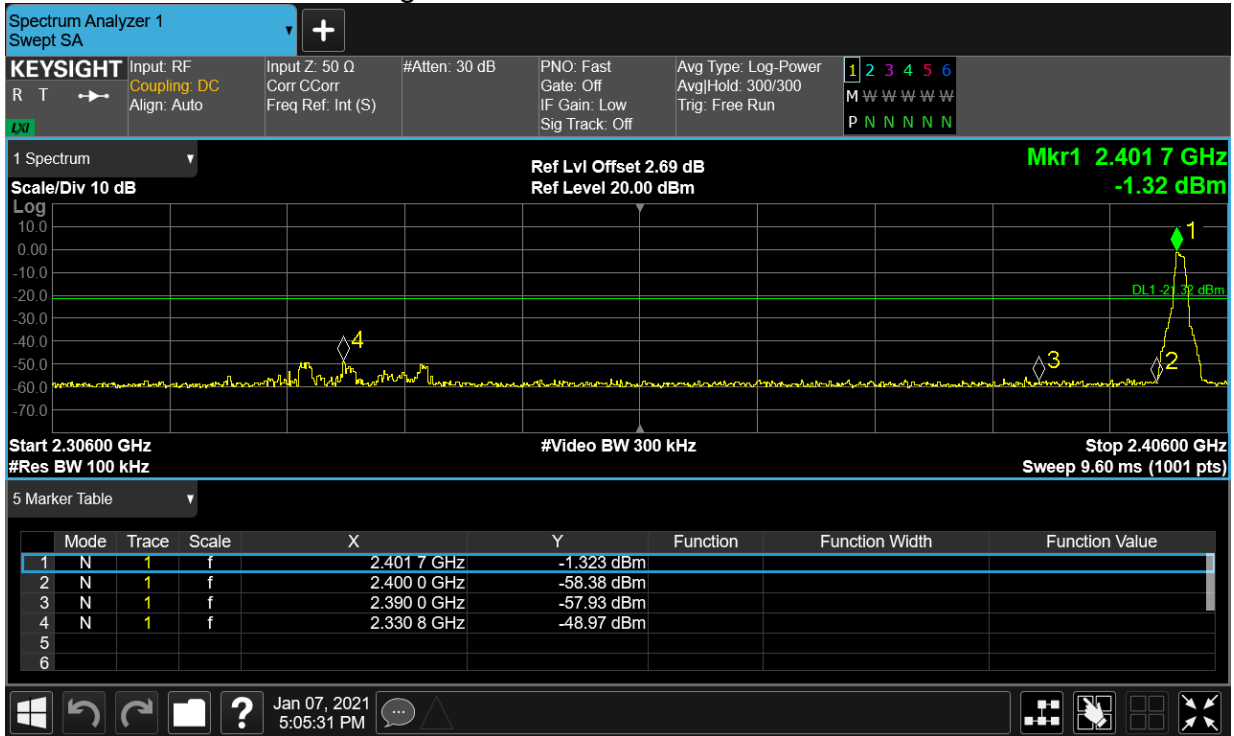 Spectrum Analyzer 1
Swept SA
+
KEYSIGHT Input: RF Input Z: 50 Ω #Atten: 30 dB PNO: Fast Avg Type: Log-Power 1 2 3 4 5 6
R T Coupling: DC Corr CCorr Gate: Off Avg|Hold: 300/300 M W W W W W
Align: Auto Freq Ref: Int (S) IF Gain: Low Trig: Free Run
LXI Sig Track: Off P N N N N N
1 Spectrum Ref Lvl Offset 2.69 dB Mkr1 2.401 7 GHz
Scale/Div 10 dB Ref Level 20.00 dBm -1.32 dBm
Log
10.0 1
0.00
-10.0
-20.0 DL1 -21.32 dBm
-30.0
-40.0 4
-50.0 3 2
-60.0
-70.0
Start 2.30600 GHz #Video BW 300 kHz Stop 2.40600 GHz
#Res BW 100 kHz Sweep 9.60 ms (1001 pts)
5 Marker Table
Mode Trace Scale X Y Function Function Width Function Value
1 N 1 f 2.401 7 GHz -1.323 dBm
2 N 1 f 2.400 0 GHz -58.38 dBm
3 N 1 f 2.390 0 GHz -57.93 dBm
4 N 1 f 2.330 8 GHz -48.97 dBm
5
6
? Jan 07, 2021
5:05:31 PM